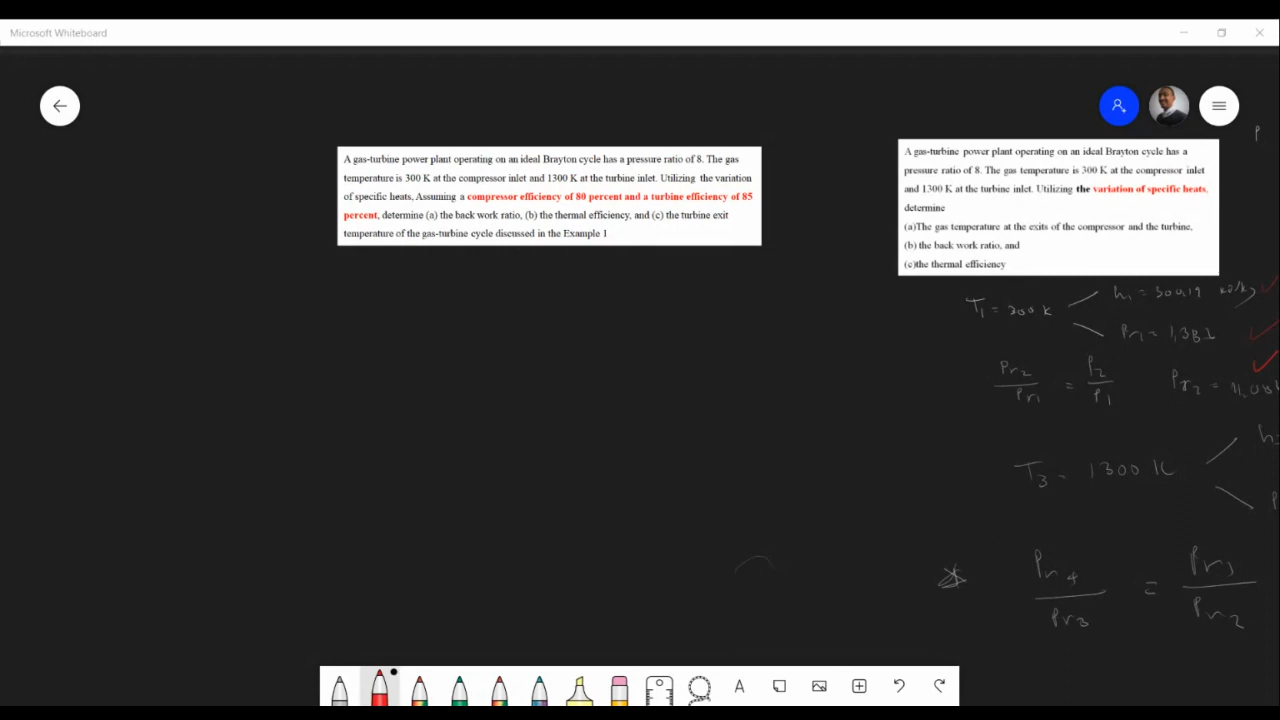 Microsoft Whiteboard
A gas-turbine power plant operating on an ideal Brayton cycle has a pressure ratio of 8. The gas
temperature is 300 K at the compressor inlet and 1300 K at the turbine inlet. Utilizing the variation
of specific heats, Assuming a compressor efficiency of 80 percent and a turbine efficiency of 85
percent, determine (a) the back work ratio, (b) the thermal efficiency, and (c) the turbine exit
temperature of the gas-turbine cycle discussed in the Example 1
A gas-turbine power plant operating on an ideal Brayton cycle has a
pressure ratio of 8. The gas temperature is 300 K at the compressor inlet
and 1300 K at the turbine inlet. Utilizing the variation of specific heats,
determine
(a)The gas temperature at the exits of the compressor and the turbine,
(b) the back work ratio, and
(c)the thermal efficiency
P
h1 = 300,19 kJ/kg
T1 = 300 K
Pr1 = 1,386
Pr2/Pr1 = P2/P1
Pr2 = 11,08
h
T3 = 1300 K
P
* Pr4/Pr3 = Pr1/Pr2
A